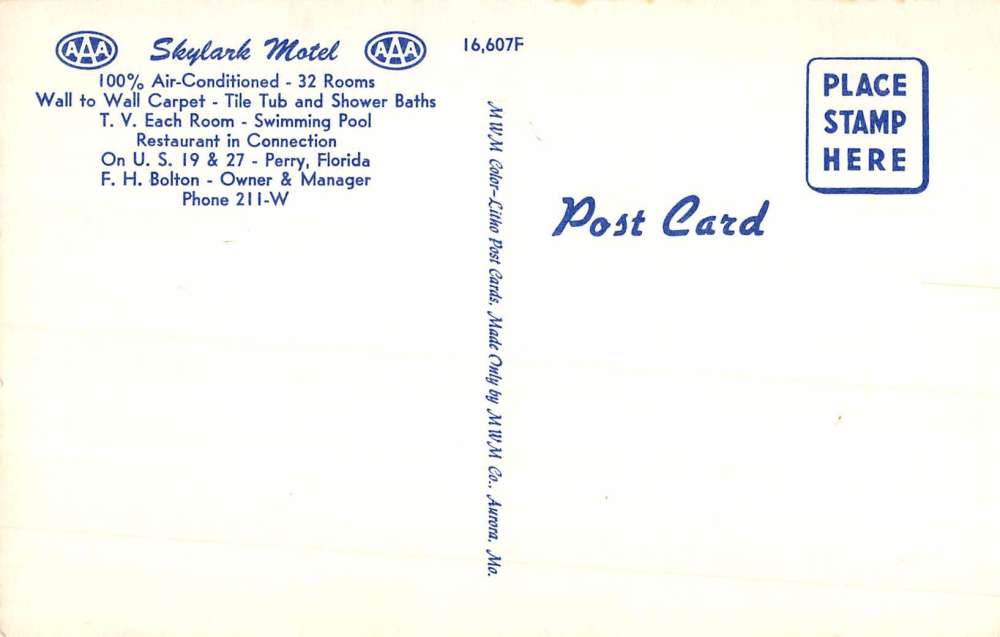 AAA Skylark Motel AAA
100% Air-Conditioned - 32 Rooms
Wall to Wall Carpet - Tile Tub and Shower Baths
T. V. Each Room - Swimming Pool
Restaurant in Connection
On U. S. 19 & 27 - Perry, Florida
F. H. Bolton - Owner & Manager
Phone 211-W
16,607F
MWM Color-Litho Post Cards, Made Only by MWM Co., Aurora, Mo.
Post Card
PLACE
STAMP
HERE